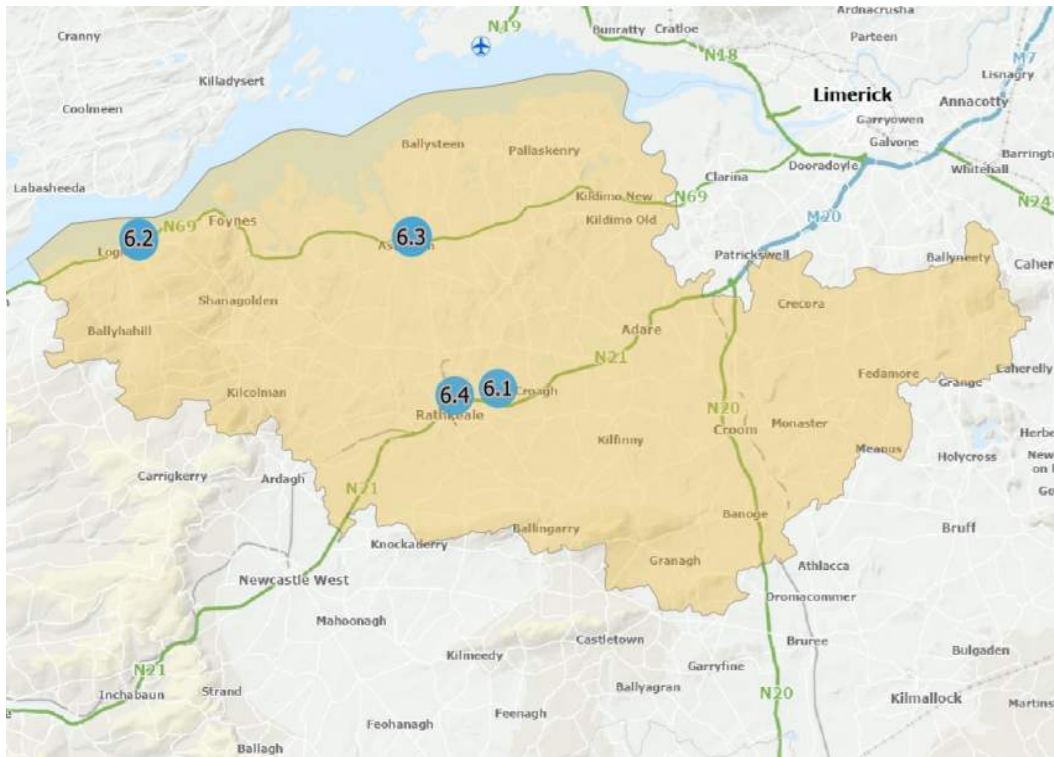 Cranny
N19
Bunratty
Cratloe
Ardnacrusha
Parteen
Killadysert
N18
M7
Lisnagry
Coolmeen
Limerick
Annacotty
Garryowen
Galvone
Ballysteen
Pallaskenry
Dooradoyle
Whitehall
Clarina
Labasheeda
Kildimo New
N69
N24
Foynes
N69
Kildimo Old
M20
6.2
6.3
Patrickswell
Ballyneety
Shanagolden
Crecora
Ballyhahill
Adare
N21
Fedamore
Caherelly
Grange
Kilcolman
6.4
6.1
Croagh
Rathkeale
N20
Croom
Monaster
Kilfinny
Meanus
Holycross
Carrigkerry
Ardagh
N21
Banoge
Ballingarry
Bruff
Knockaderry
Granagh
Athlacca
Newcastle West
Dromacommer
Mahoonagh
Castletown
Bruree
Kilmeedy
Garryfine
Bulgaden
N21
Inchabaun
Strand
Ballyagran
N20
Kilmallock
Feohanagh
Feenagh
Ballagh